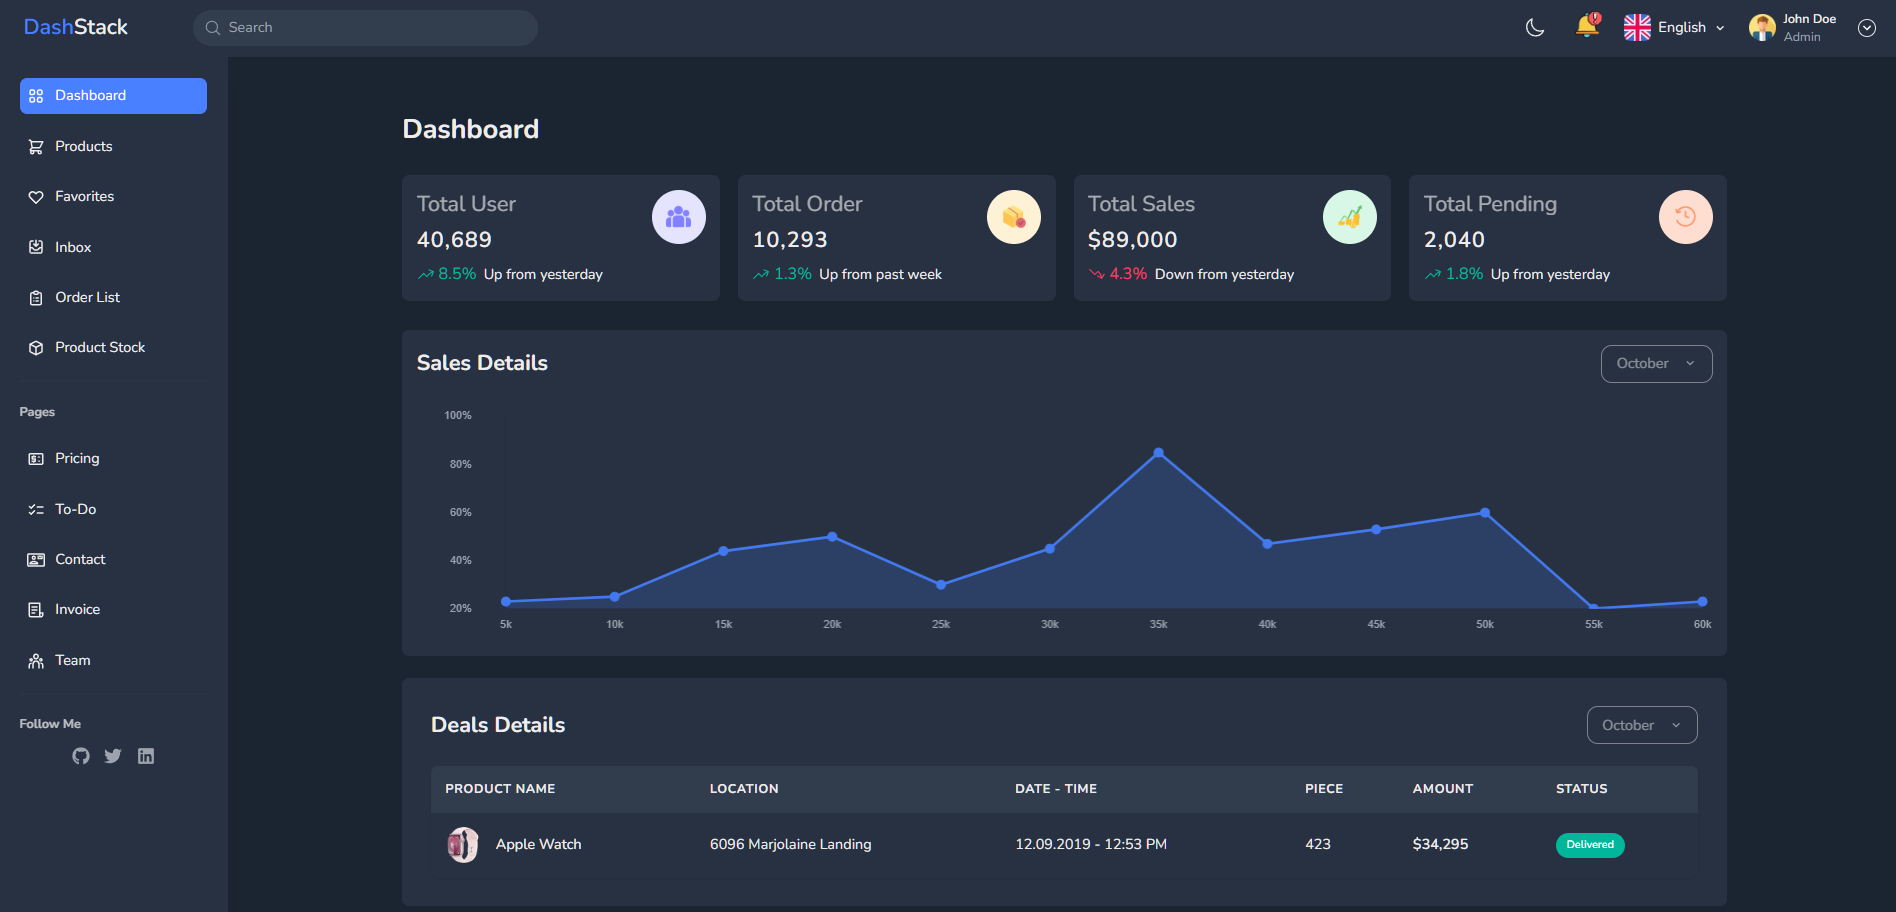 DashStack
Search
English
John Doe
Admin
Dashboard
Products
Favorites
Inbox
Order List
Product Stock
Pages
Pricing
To-Do
Contact
Invoice
Team
Follow Me
Dashboard
Total User
40,689
8.5% Up from yesterday
Total Order
10,293
1.3% Up from past week
Total Sales
$89,000
4.3% Down from yesterday
Total Pending
2,040
1.8% Up from yesterday
Sales Details
October
100%
80%
60%
40%
20%
5k 10k 15k 20k 25k 30k 35k 40k 45k 50k 55k 60k
Deals Details
October
PRODUCT NAME LOCATION DATE - TIME PIECE AMOUNT STATUS
Apple Watch 6096 Marjolaine Landing 12.09.2019 - 12:53 PM 423 $34,295 Delivered